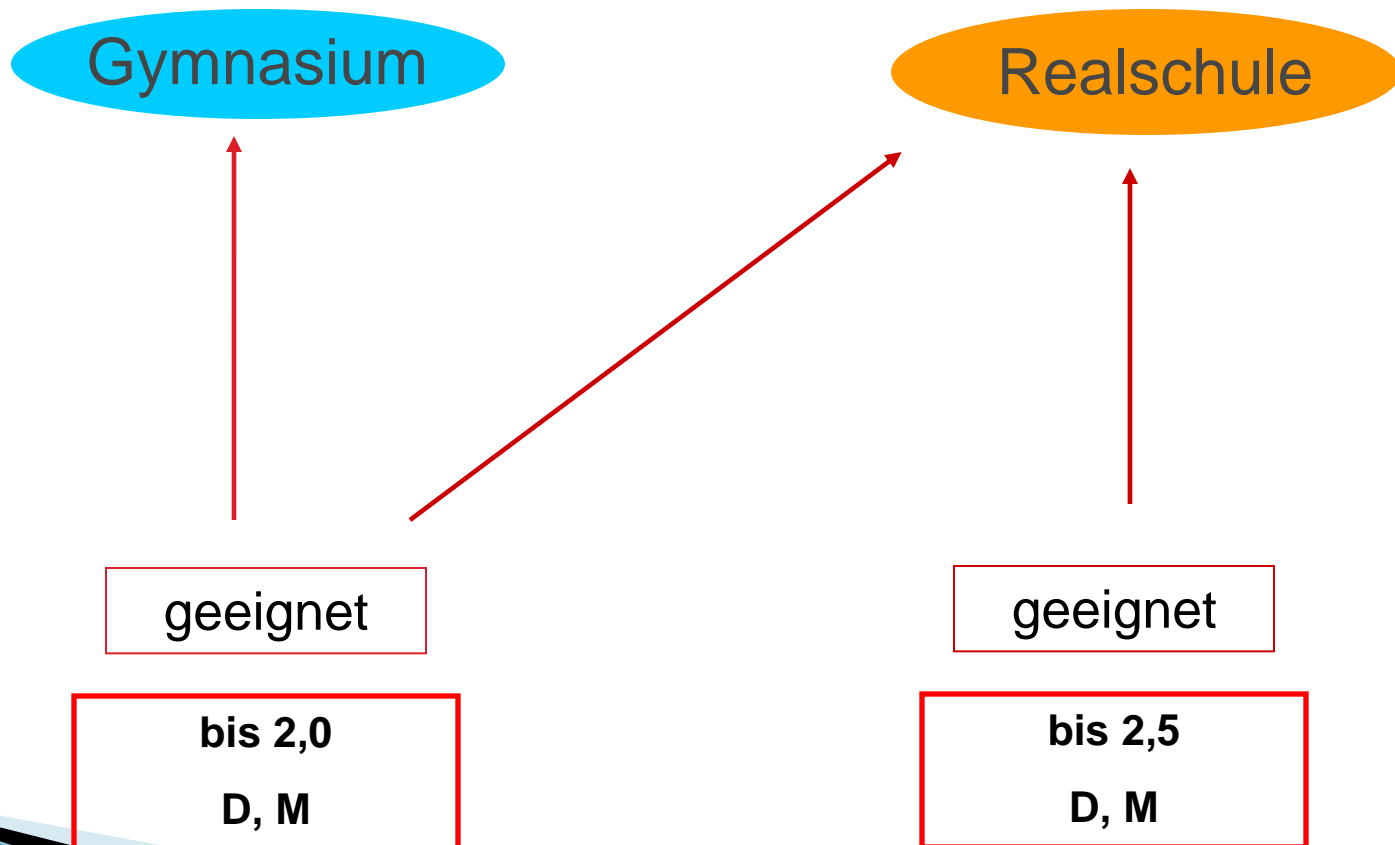 Gymnasium
Realschule
geeignet
geeignet
bis 2,0
D, M
bis 2,5
D, M